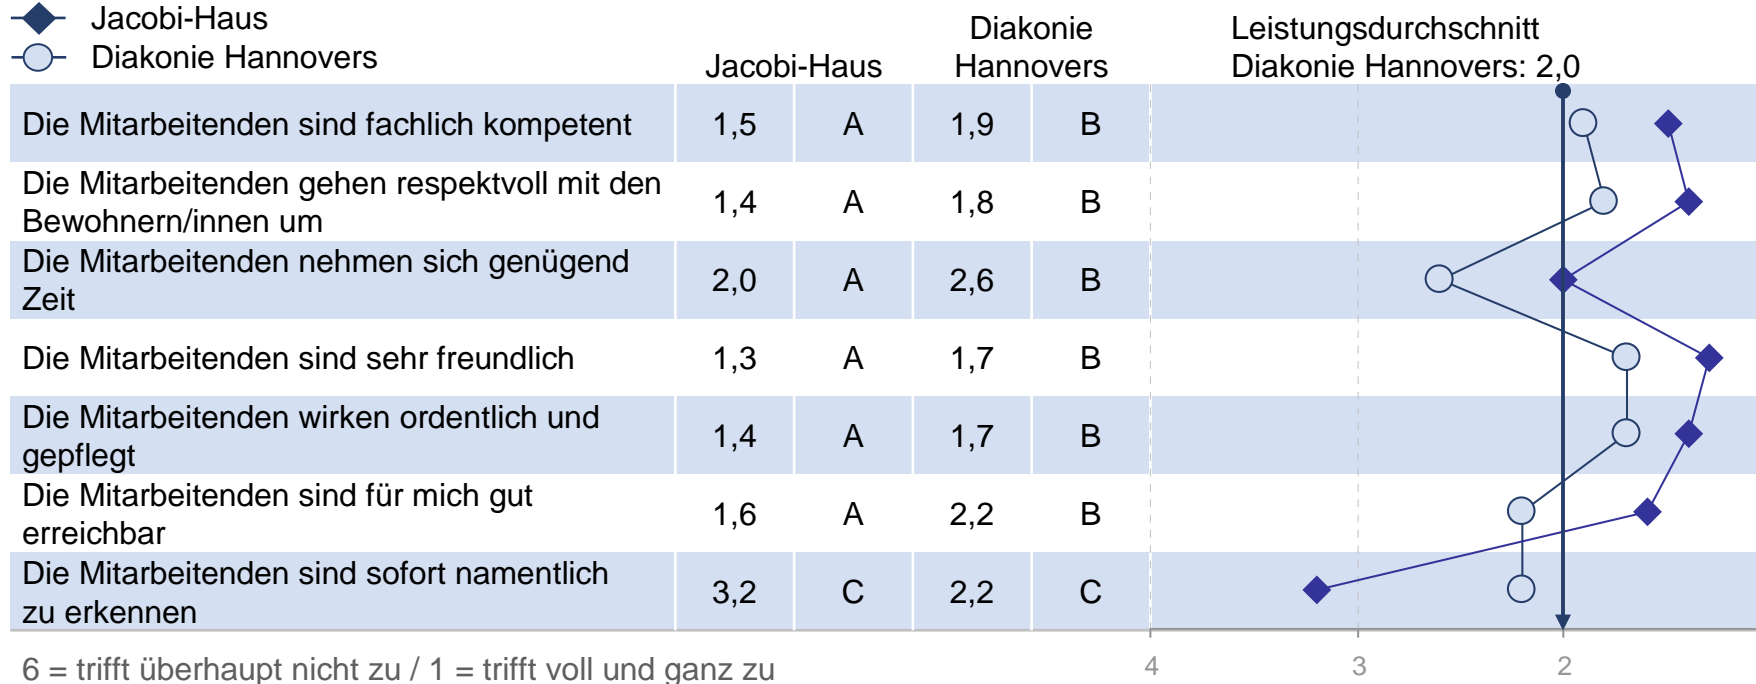 Jacobi-Haus
Diakonie Hannovers
Jacobi-Haus
Diakonie
Hannovers
Leistungsdurchschnitt
Diakonie Hannovers: 2,0
Die Mitarbeitenden sind fachlich kompetent 1,5 A 1,9 B
Die Mitarbeitenden gehen respektvoll mit den
Bewohnern/innen um 1,4 A 1,8 B
Die Mitarbeitenden nehmen sich genügend
Zeit 2,0 A 2,6 B
Die Mitarbeitenden sind sehr freundlich 1,3 A 1,7 B
Die Mitarbeitenden wirken ordentlich und
gepflegt 1,4 A 1,7 B
Die Mitarbeitenden sind für mich gut
erreichbar 1,6 A 2,2 B
Die Mitarbeitenden sind sofort namentlich
zu erkennen 3,2 C 2,2 C
6 = trifft überhaupt nicht zu / 1 = trifft voll und ganz zu
4 3 2